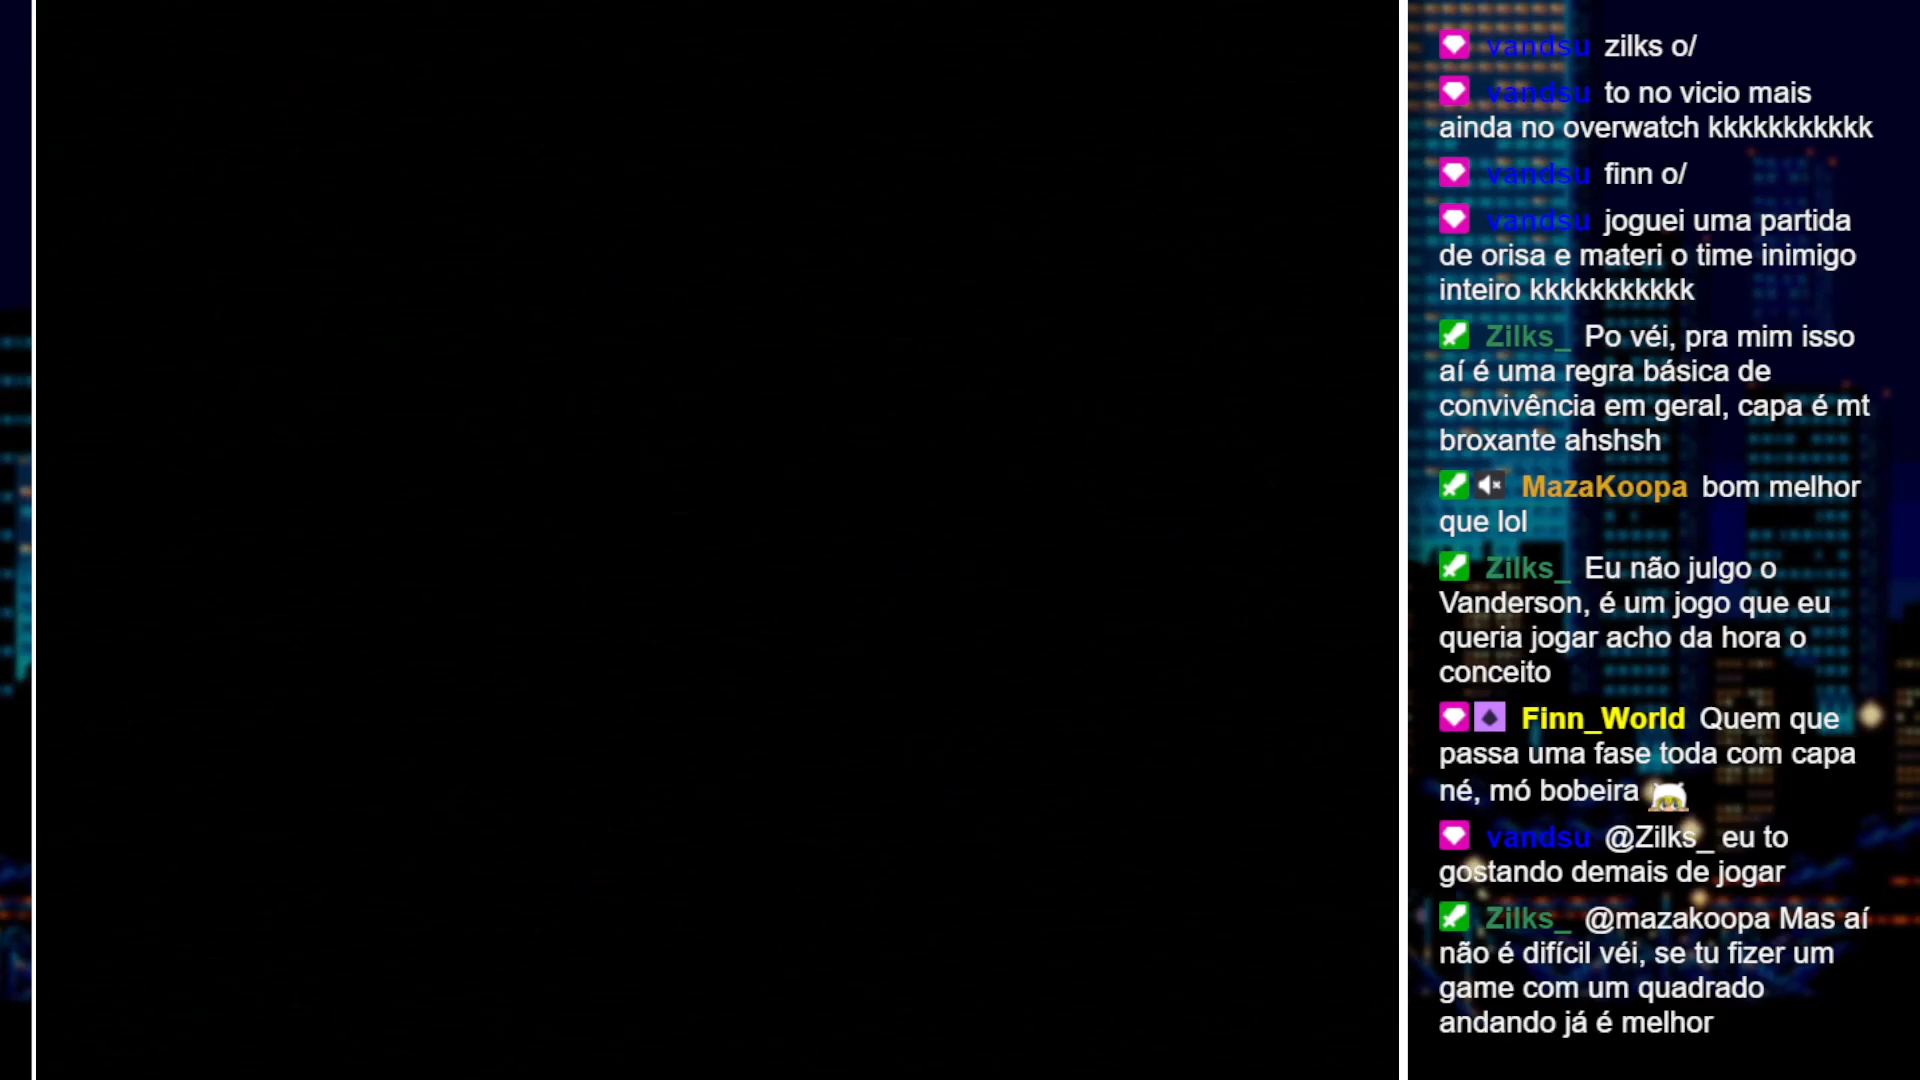 vandsu zilks o/
vandsu to no vicio mais
ainda no overwatch kkkkkkkkkkk
vandsu finn o/
vandsu joguei uma partida
de orisa e materi o time inimigo
inteiro kkkkkkkkkkk
Zilks_ Po véi, pra mim isso
aí é uma regra básica de
convivência em geral, capa é mt
broxante ahshsh
MazaKoopa bom melhor
que lol
Zilks_ Eu não julgo o
Vanderson, é um jogo que eu
queria jogar acho da hora o
conceito
Finn_World Quem que
passa uma fase toda com capa
né, mó bobeira
vandsu @Zilks_ eu to
gostando demais de jogar
Zilks_ @mazakoopa Mas aí
não é difícil véi, se tu fizer um
game com um quadrado
andando já é melhor